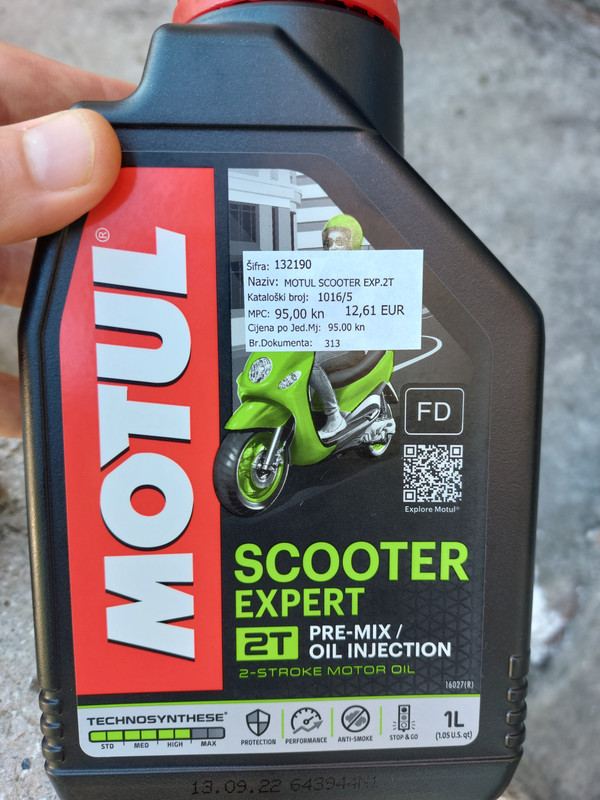 MOTUL®
Šifra: 132190
Naziv: MOTUL SCOOTER EXP.2T
Kataloški broj: 1016/5
MPC: 95,00 kn 12,61 EUR
Cijena po Jed.Mj: 95.00 kn
Br.Dokumenta: 313
FD
Explore Motul®
SCOOTER
EXPERT
2T PRE-MIX /
OIL INJECTION
2-STROKE MOTOR OIL
16027(R)
TECHNOSYNTHESE®
STD MED HIGH MAX
PROTECTION
PERFORMANCE
ANTI-SMOKE
STOP & GO
1L
(1.05 U.S. qt)
13.09.22